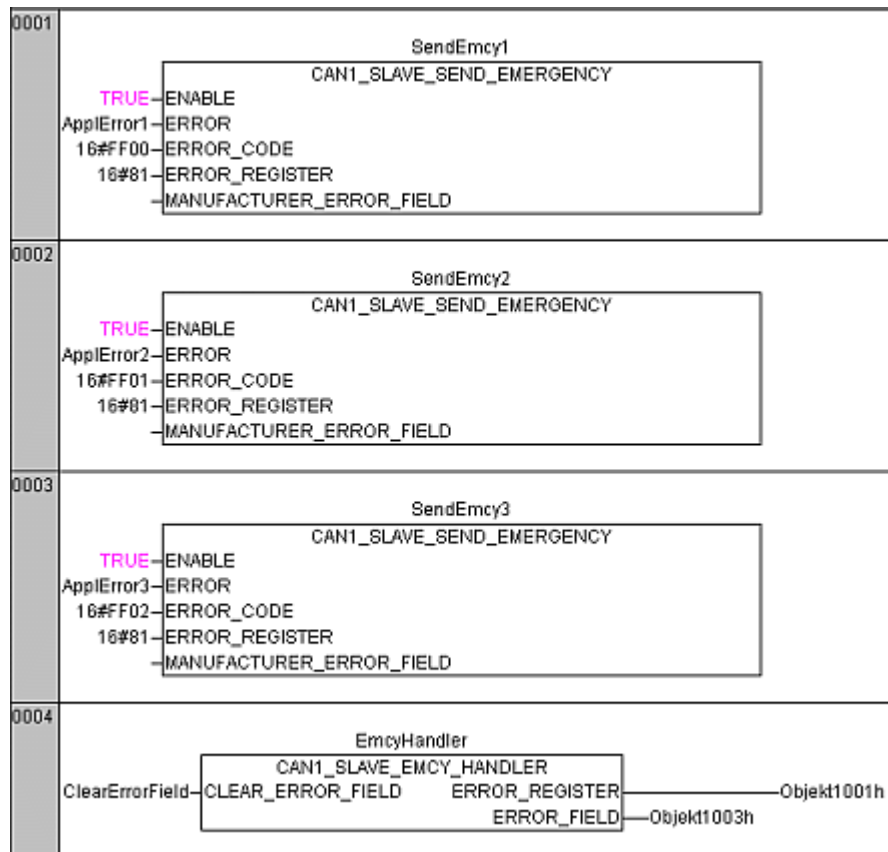 0001
SendEmcy1
CAN1_SLAVE_SEND_EMERGENCY
TRUE ENABLE
ApplError1 ERROR
16#FF00 ERROR_CODE
16#81 ERROR_REGISTER
MANUFACTURER_ERROR_FIELD
0002
SendEmcy2
CAN1_SLAVE_SEND_EMERGENCY
TRUE ENABLE
ApplError2 ERROR
16#FF01 ERROR_CODE
16#81 ERROR_REGISTER
MANUFACTURER_ERROR_FIELD
0003
SendEmcy3
CAN1_SLAVE_SEND_EMERGENCY
TRUE ENABLE
ApplError3 ERROR
16#FF02 ERROR_CODE
16#81 ERROR_REGISTER
MANUFACTURER_ERROR_FIELD
0004
EmcyHandler
CAN1_SLAVE_EMCY_HANDLER
ClearErrorField CLEAR_ERROR_FIELD ERROR_REGISTER Objekt1001h
ERROR_FIELD Objekt1003h